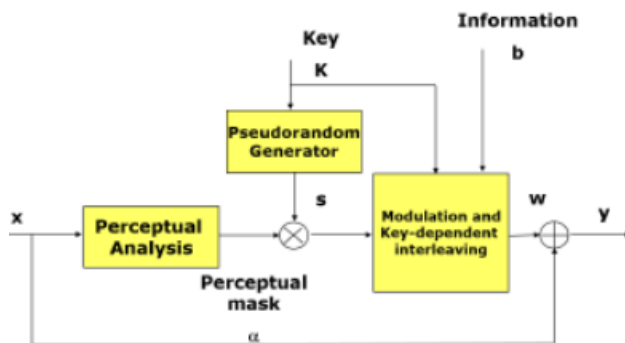 Information
Key
b
K
Pseudorandom
Generator
s
x
w
y
Perceptual
Analysis
Modulation and
Key-dependent
interleaving
Perceptual
mask
α